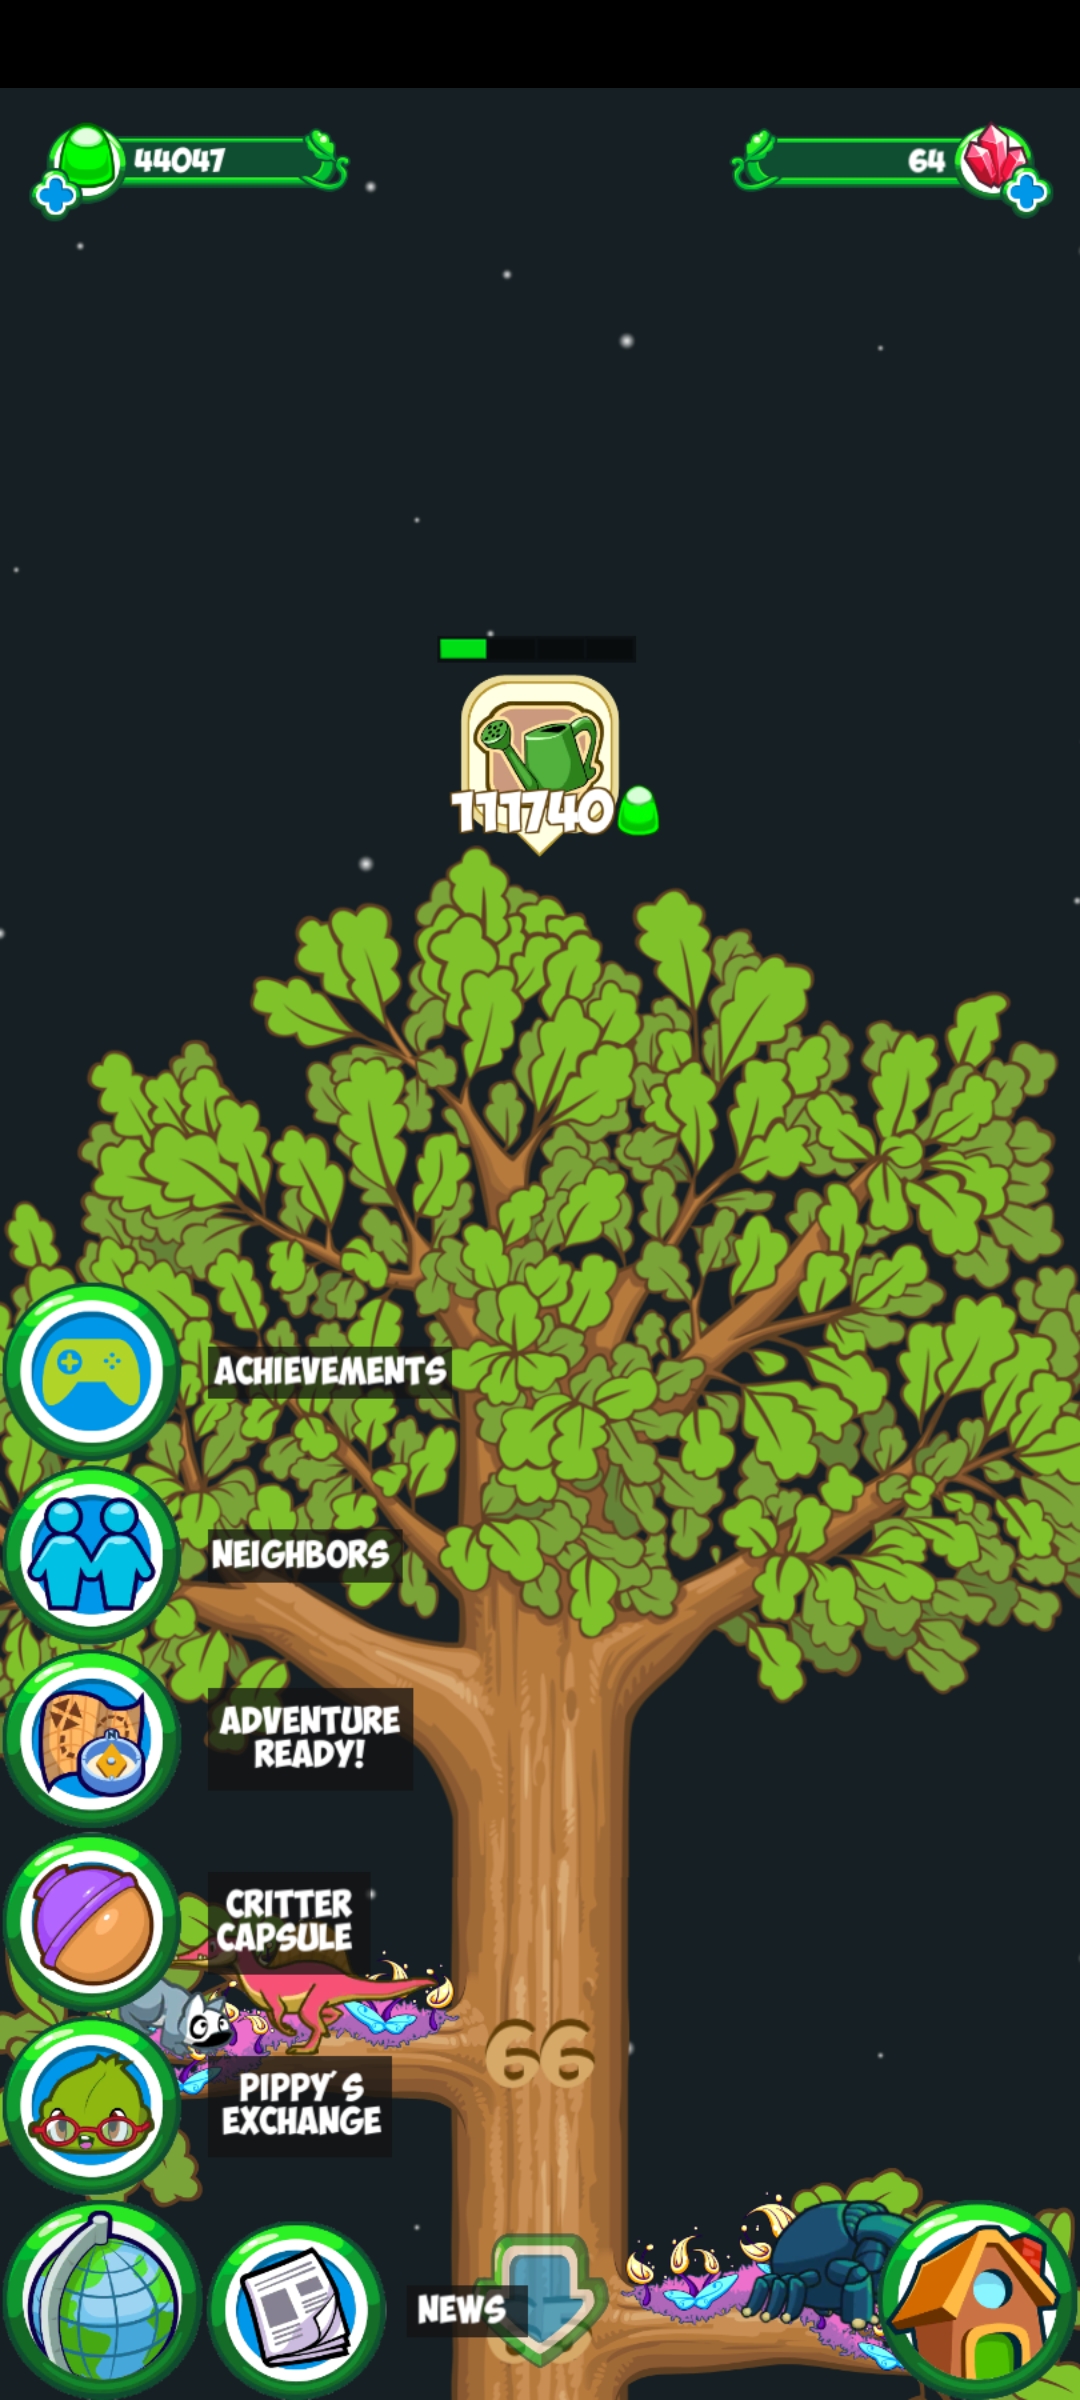 44047
64
111740
ACHIEVEMENTS
NEIGHBORS
ADVENTURE
READY!
CRITTER
CAPSULE
66
PIPPY'S
EXCHANGE
NEWS